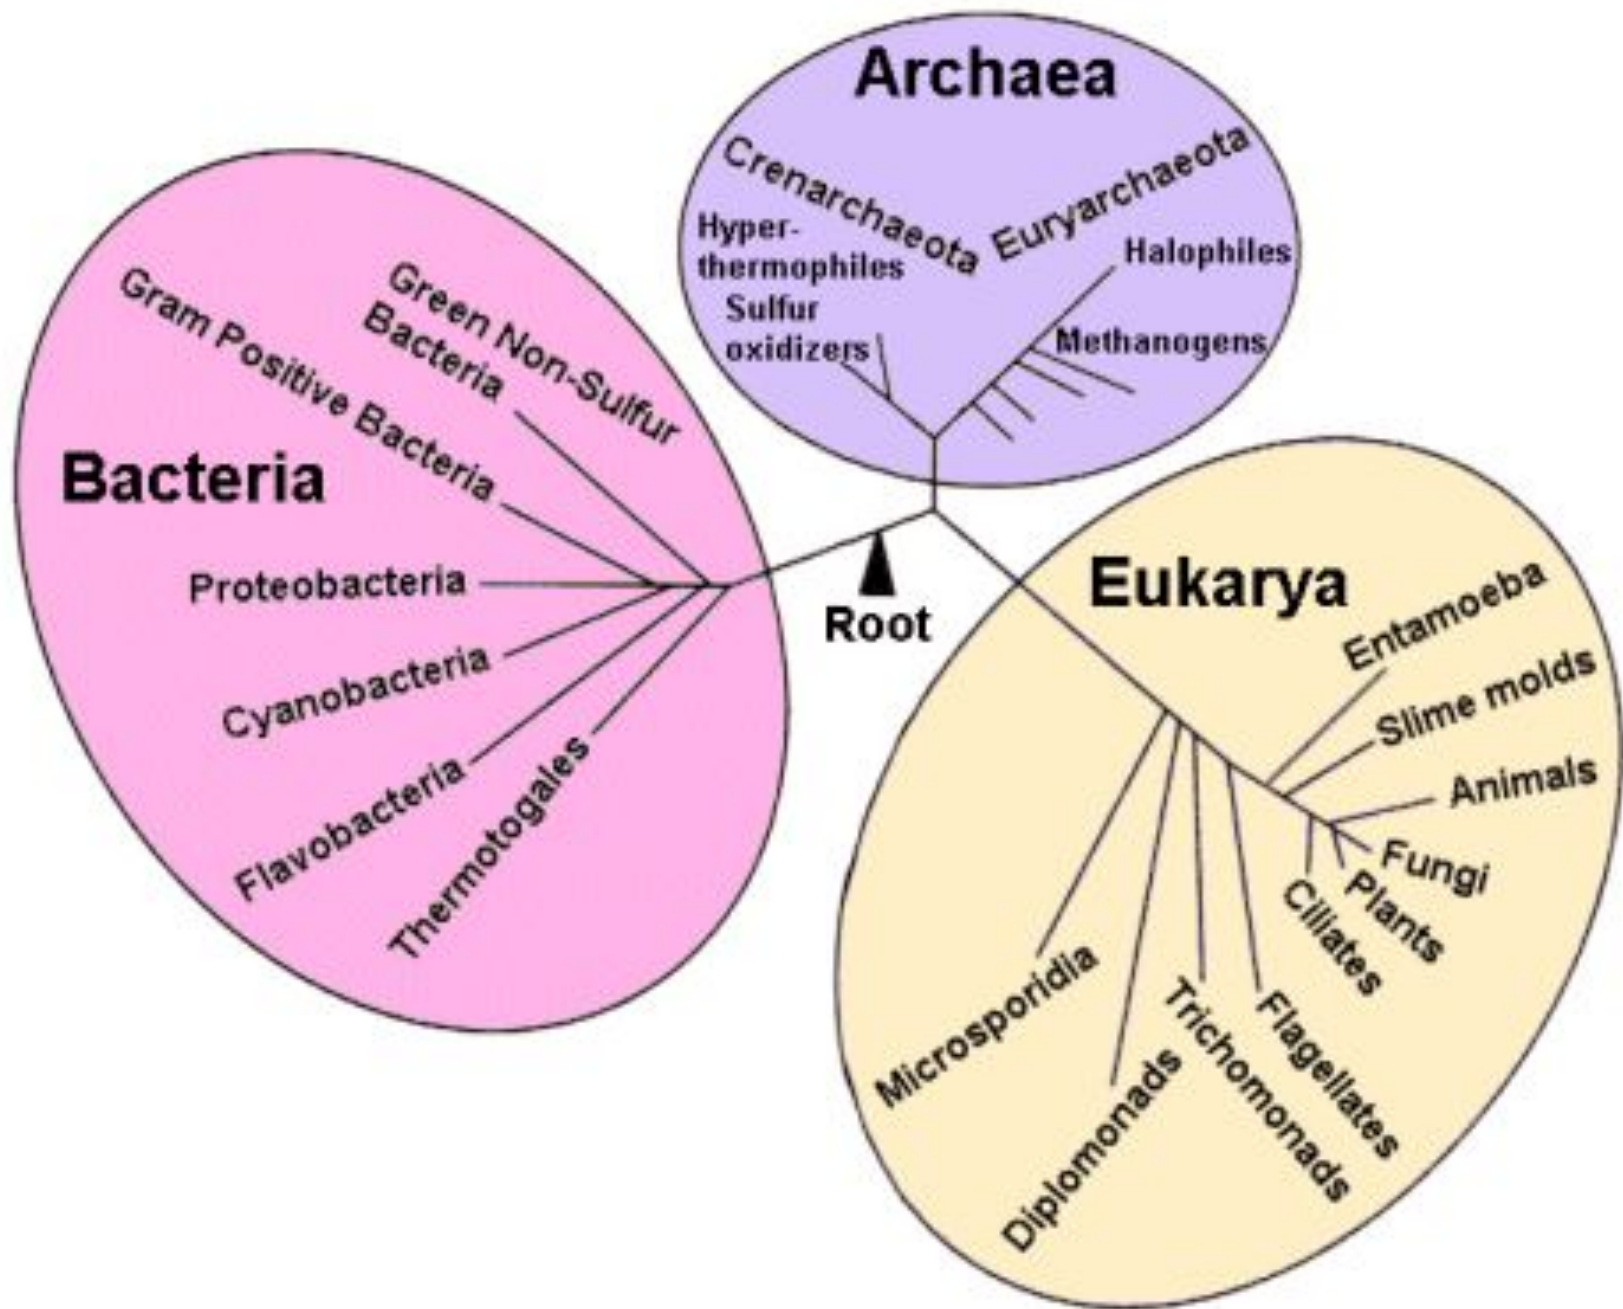 Archaea
Crenarchaeota
Euryarchaeota
Hyper-
thermophiles
Sulfur
oxidizers
Halophiles
Methanogens
Bacteria
Green Non-Sulfur
Bacteria
Gram Positive Bacteria
Proteobacteria
Cyanobacteria
Flavobacteria
Thermotogales
Root
Eukarya
Entamoeba
Slime molds
Animals
Fungi
Plants
Ciliates
Flagellates
Trichomonads
Diplomonads
Microsporidia